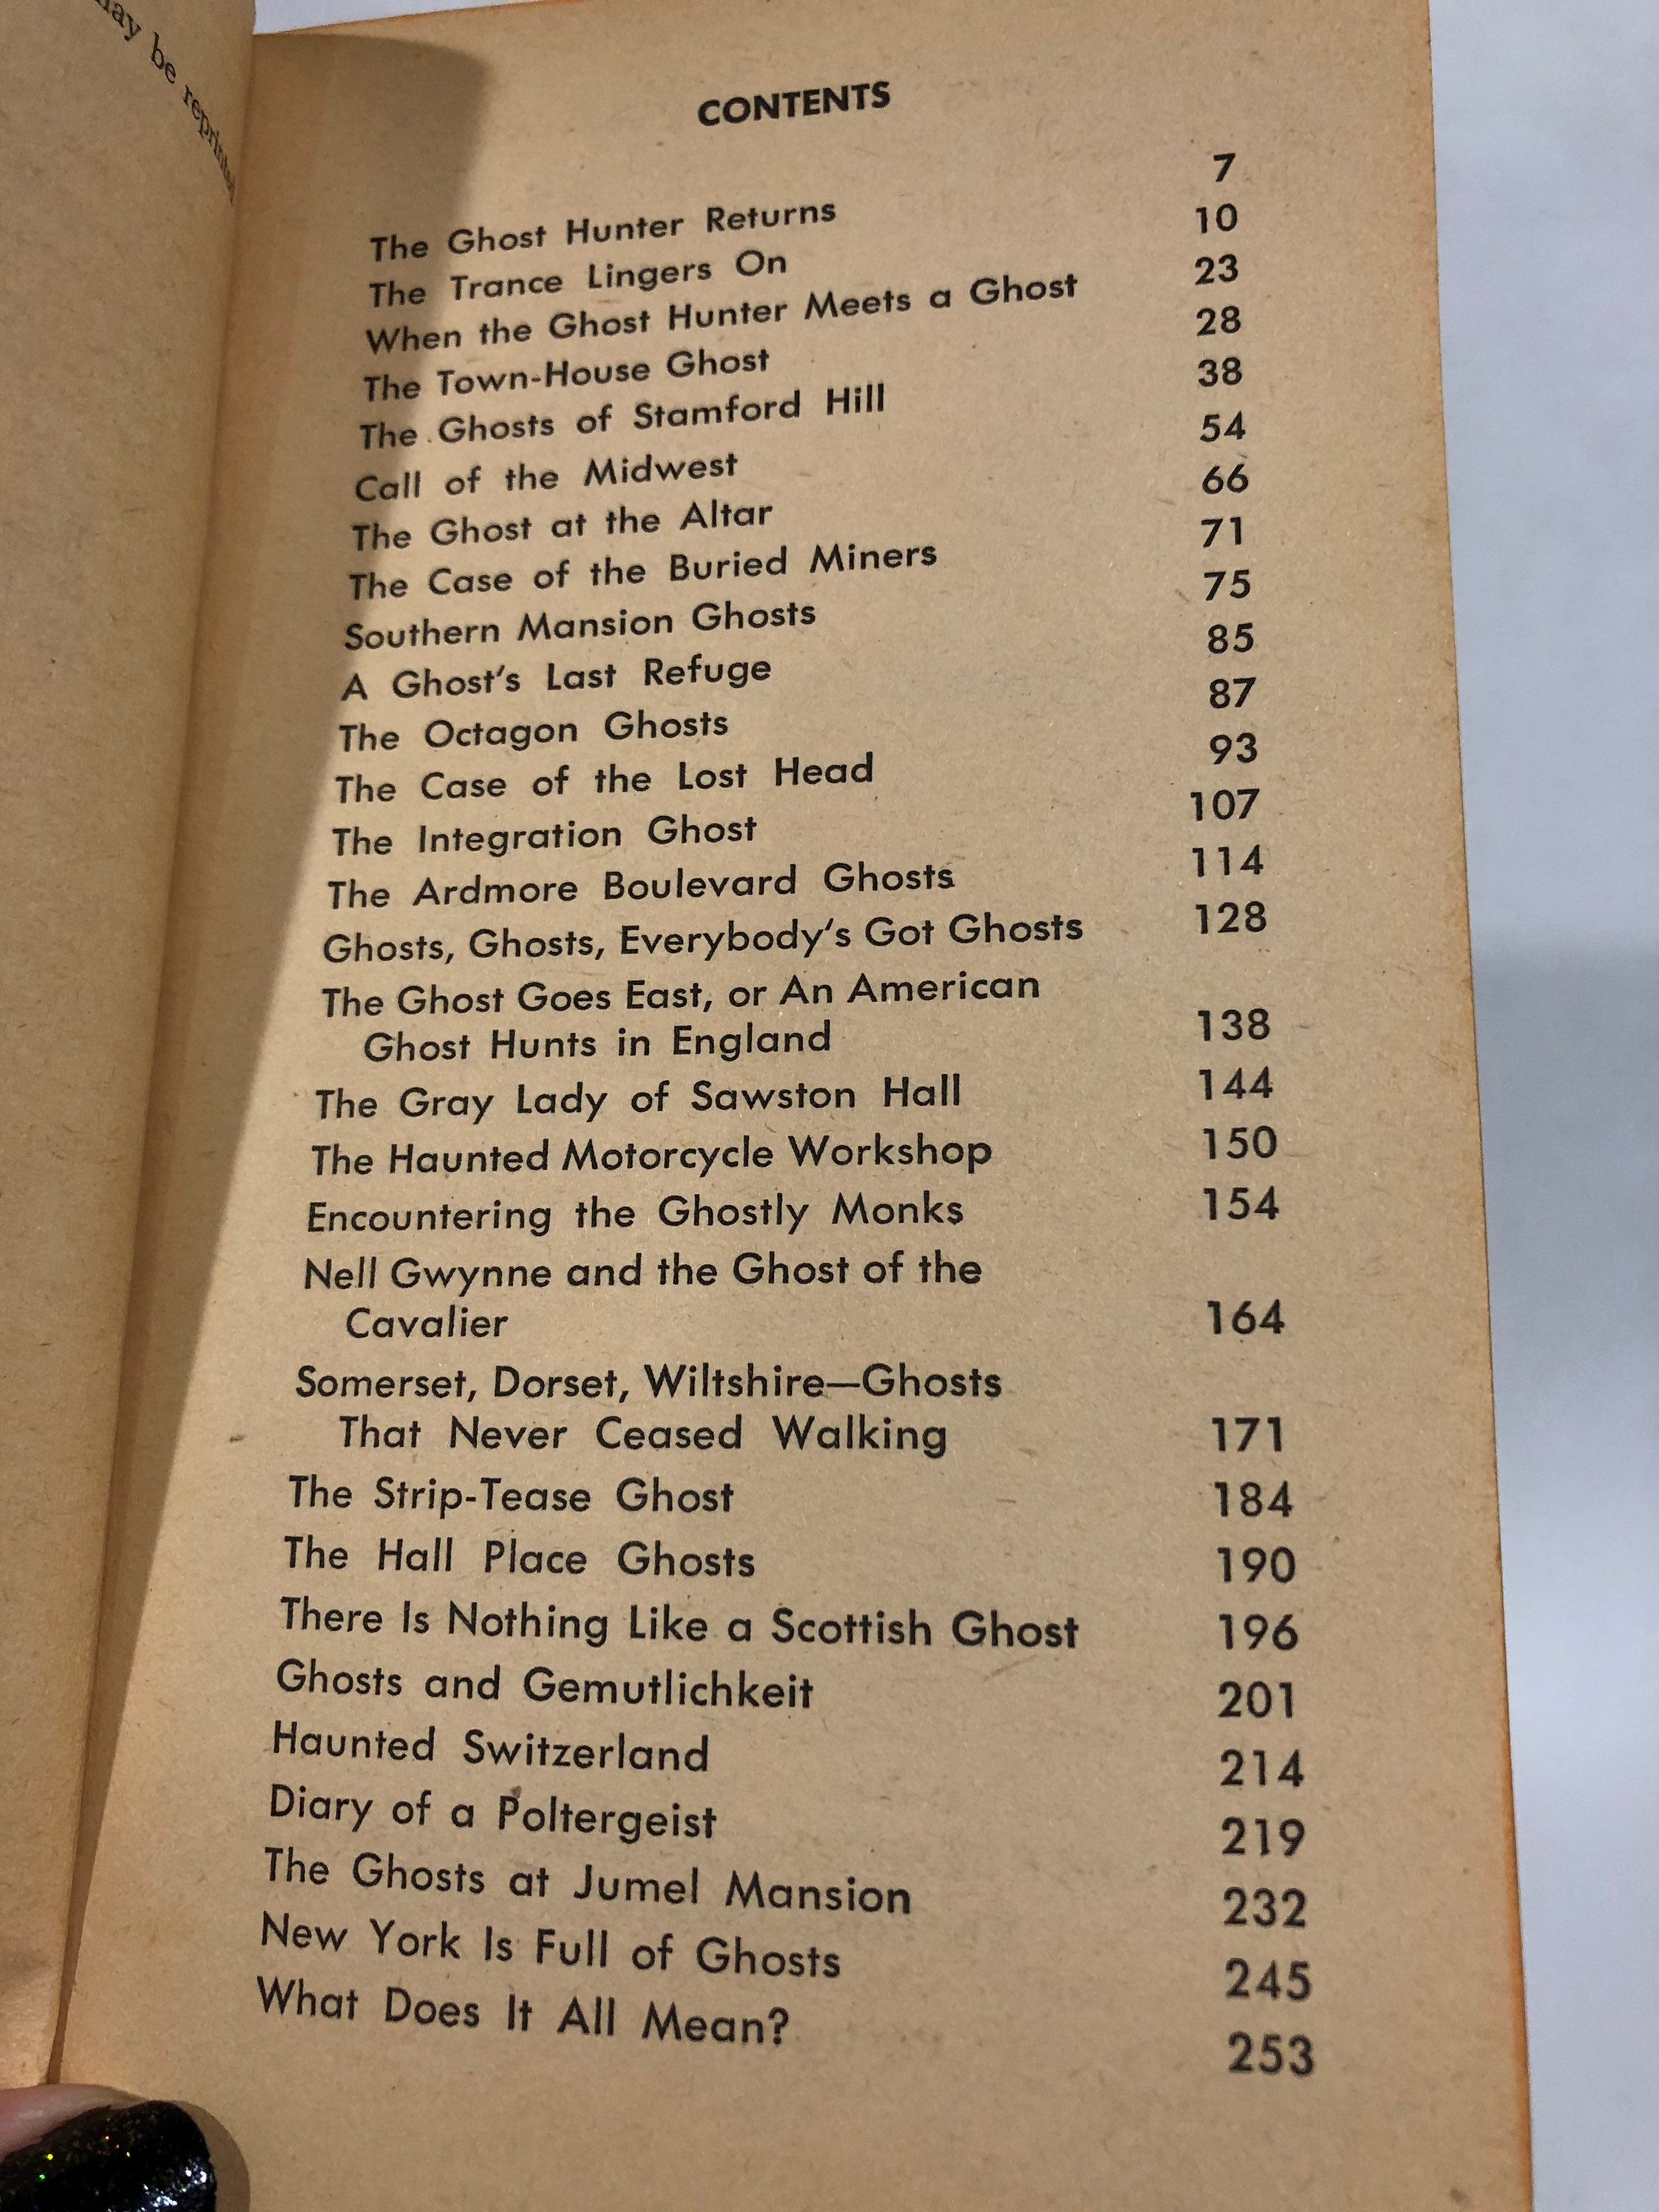 be
CONTENTS
The Ghost Hunter Returns 7
The Trance Lingers On 10
When the Ghost Hunter Meets a Ghost 23
The Town-House Ghost 28
The Ghosts of Stamford Hill 38
Call of the Midwest 54
The Ghost at the Altar 66
The Case of the Buried Miners 71
Southern Mansion Ghosts 75
A Ghost's Last Refuge 85
The Octagon Ghosts 87
The Case of the Lost Head 93
The Integration Ghost 107
The Ardmore Boulevard Ghosts 114
Ghosts, Ghosts, Everybody's Got Ghosts 128
The Ghost Goes East, or An American
Ghost Hunts in England 138
The Gray Lady of Sawston Hall 144
The Haunted Motorcycle Workshop 150
Encountering the Ghostly Monks 154
Nell Gwynne and the Ghost of the
Cavalier 164
Somerset, Dorset, Wiltshire—Ghosts
That Never Ceased Walking 171
The Strip-Tease Ghost 184
The Hall Place Ghosts 190
There Is Nothing Like a Scottish Ghost 196
Ghosts and Gemutlichkeit 201
Haunted Switzerland 214
Diary of a Poltergeist 219
The Ghosts at Jumel Mansion 232
New York Is Full of Ghosts 245
What Does It All Mean? 253